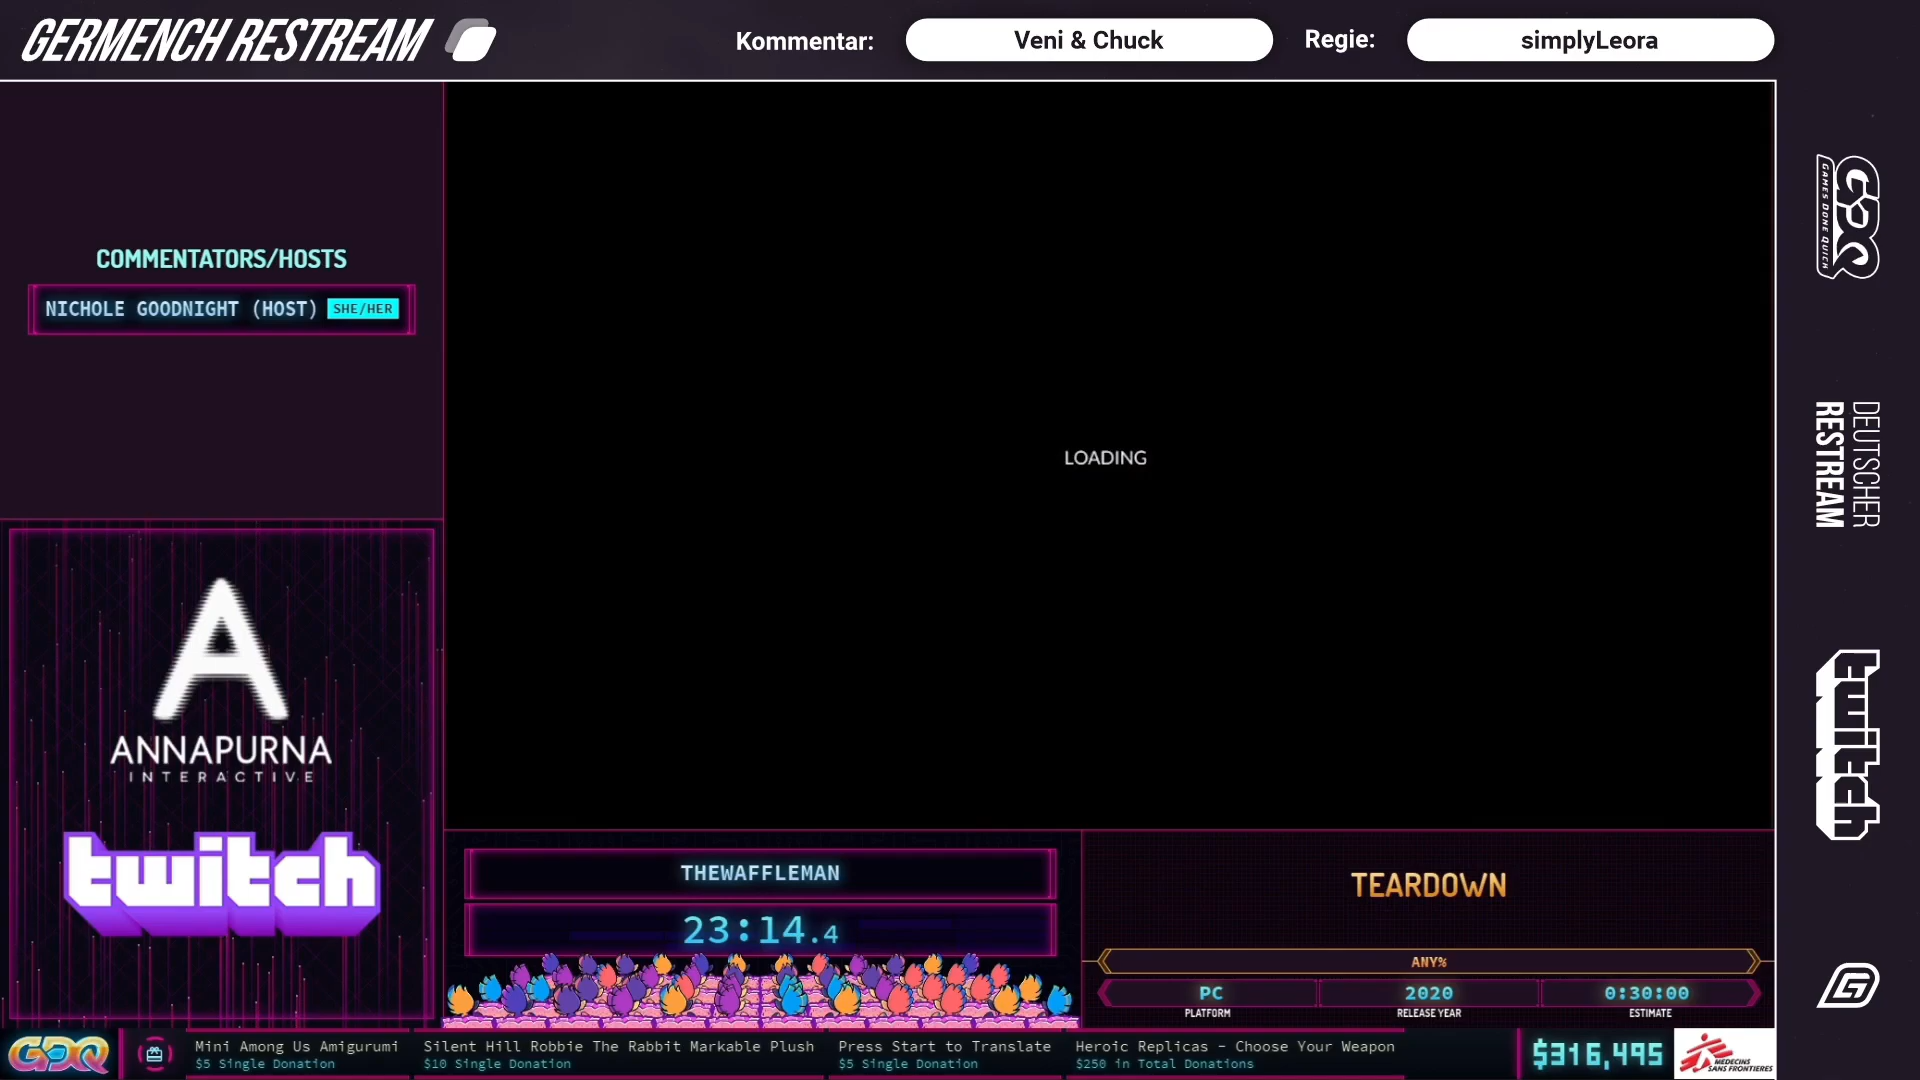 GERMENCH RESTREAM
Kommentar:
Veni & Chuck
Regie:
simplyLeora
COMMENTATORS/HOSTS
NICHOLE GOODNIGHT (HOST) SHE/HER
LOADING
ANNAPURNA
INTERACTIVE
twitch
THEWAFFLEMAN
23:14.4
TEARDOWN
ANY%
PC
PLATFORM
2020
RELEASE YEAR
0:30:00
ESTIMATE
GDQ
Mini Among Us Amigurumi
$5 Single Donation
Silent Hill Robbie The Rabbit Markable Plush
$10 Single Donation
Press Start to Translate
$5 Single Donation
Heroic Replicas - Choose Your Weapon
$250 in Total Donations
$316,495
MEDECINS
SANS FRONTIERES
GDQ
GAMES DONE QUICK
DEUTSCHER
RESTREAM
twitch
G